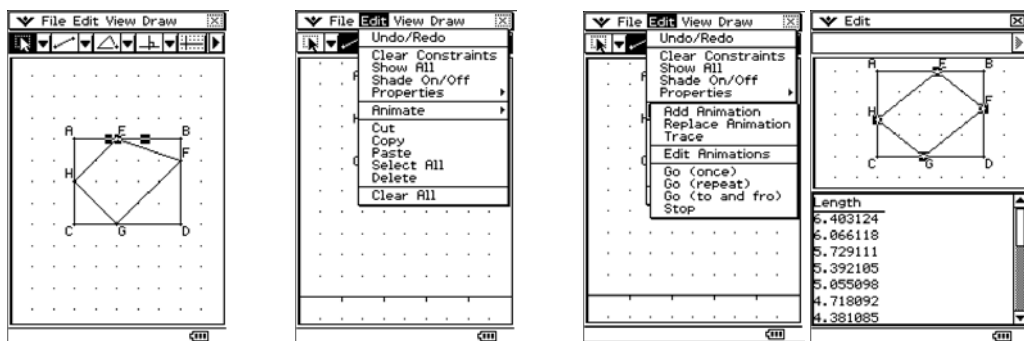 File Edit View Draw
A E B
F
H
C G D
File Edit View Draw
Undo/Redo
Clear Constraints
Show All
Shade On/Off
Properties
Animate
Cut
Copy
Paste
Select All
Delete
Clear All
File Edit View Draw
Undo/Redo
Clear Constraints
Show All
Shade On/Off
Properties
Add Animation
Replace Animation
Trace
Edit Animations
Go (once)
Go (repeat)
Go (to and fro)
Stop
Edit
A E B
F
H
C G D
Length
6.403124
6.066118
5.729111
5.392105
5.055098
4.718092
4.381085